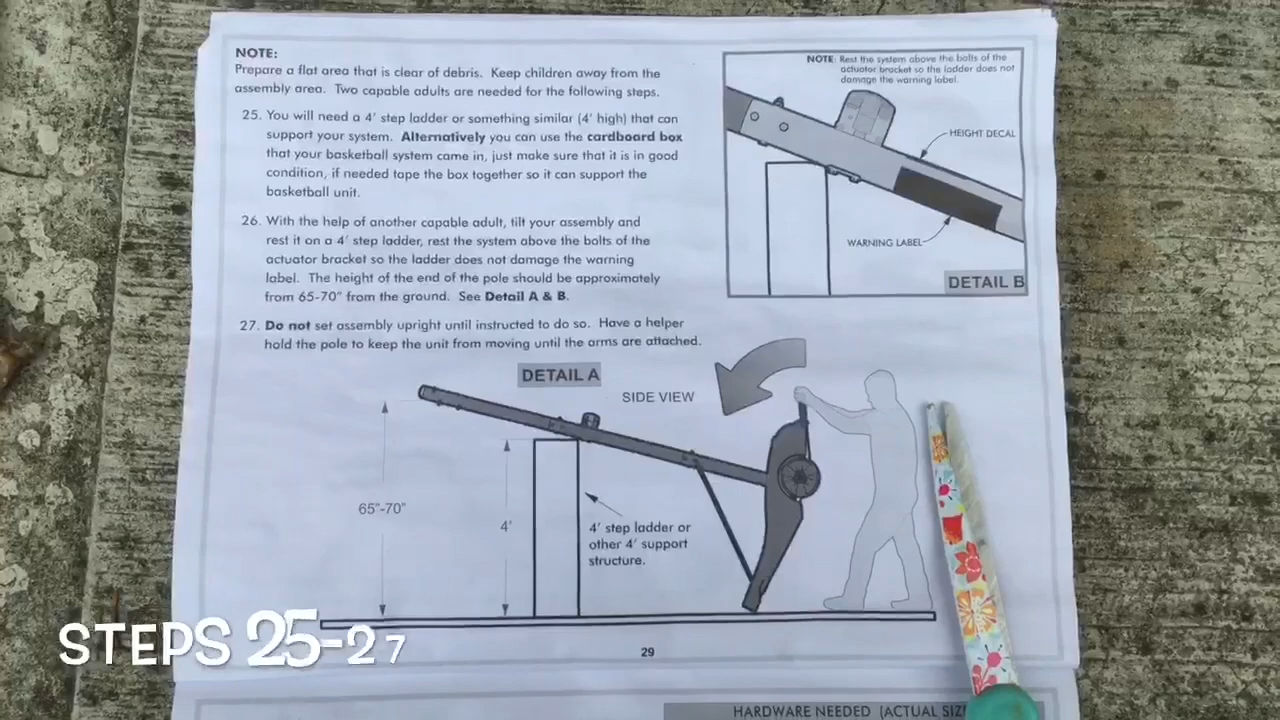 NOTE:
Prepare a flat area that is clear of debris. Keep children away from the
assembly area. Two capable adults are needed for the following steps.
25. You will need a 4' step ladder or something similar (4' high) that can
support your system. Alternatively you can use the cardboard box
that your basketball system came in, just make sure that it is in good
condition, if needed tape the box together so it can support the
basketball unit.
26. With the help of another capable adult, tilt your assembly and
rest it on a 4' step ladder, rest the system above the bolts of the
actuator bracket so the ladder does not damage the warning
label. The height of the end of the pole should be approximately
from 65-70" from the ground. See Detail A & B.
27. Do not set assembly upright until instructed to do so. Have a helper
hold the pole to keep the unit from moving until the arms are attached.
NOTE: Rest the system above the bolts of the
actuator bracket so the ladder does not
damage the warning label.
HEIGHT DECAL
WARNING LABEL
DETAIL B
DETAIL A
SIDE VIEW
65"-70"
4'
4' step ladder or
other 4' support
structure.
STEPS 25-27
29
HARDWARE NEEDED (ACTUAL